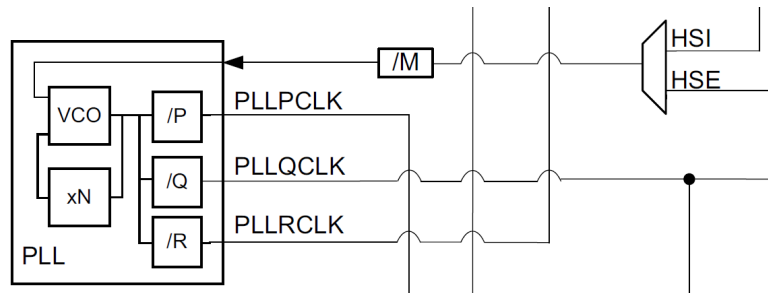 HSI
/M
HSE
VCO
/P
PLLPCLK
/Q
PLLQCLK
xN
/R
PLLRCLK
PLL